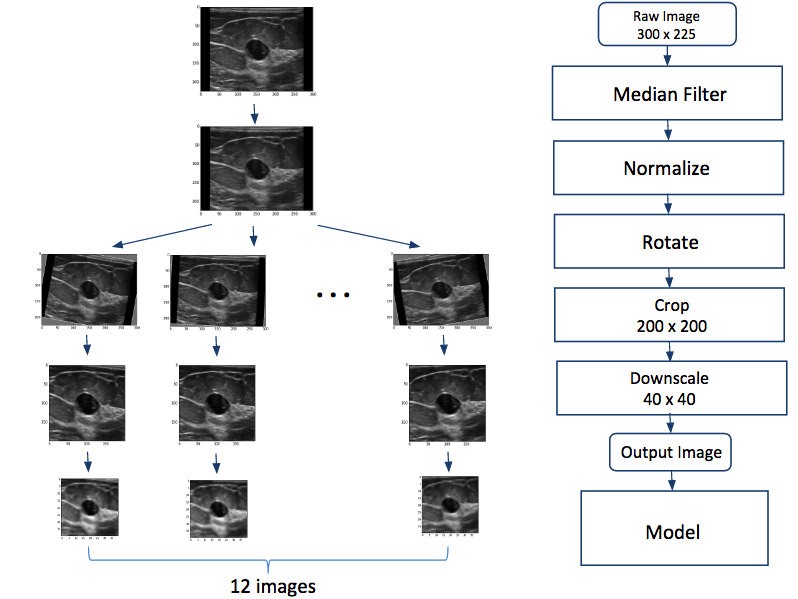 Raw Image
300 x 225
Median Filter
Normalize
Rotate
Crop
200 x 200
Downscale
40 x 40
Output Image
Model
• • •
12 images